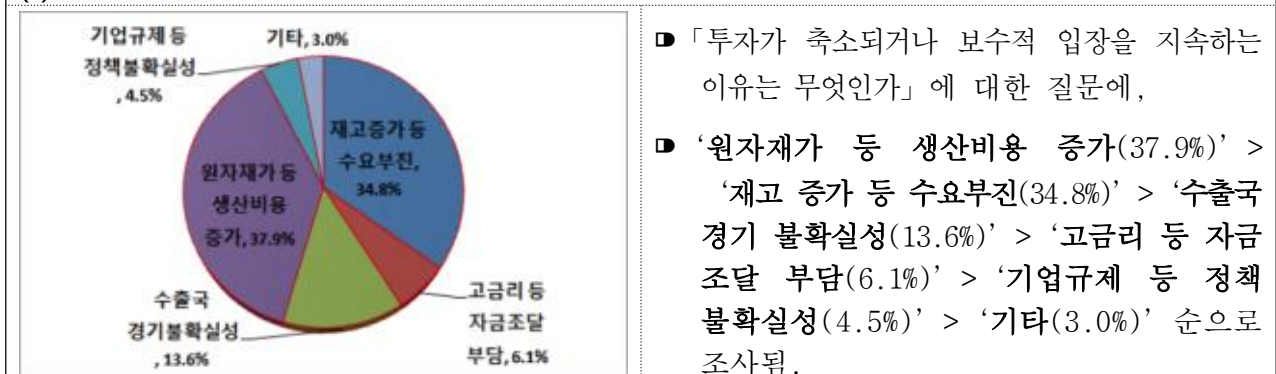 기업규제 등
정책불확실성
, 4.5%
기타, 3.0%
재고증가 등
수요부진,
34.8%
원자재가 등
생산비용
증가, 37.9%
수출국
경기불확실성
, 13.6%
고금리 등
자금조달
부담, 6.1%
「투자가 축소되거나 보수적 입장을 지속하는
이유는 무엇인가」에 대한 질문에,
‘원자재가 등 생산비용 증가(37.9%)’ >
‘재고 증가 등 수요부진(34.8%)’ > ‘수출국
경기 불확실성(13.6%)’ > ‘고금리 등 자금
조달 부담(6.1%)’ > ‘기업규제 등 정책
불확실성(4.5%)’ > ‘기타(3.0%)’ 순으로
조사됨.